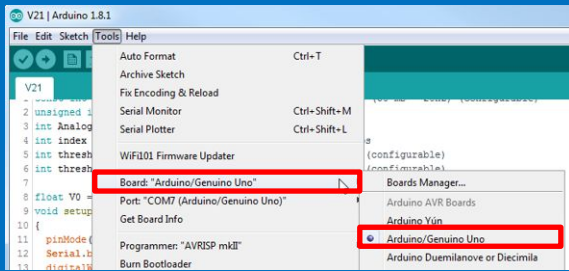 V21 | Arduino 1.8.1
File Edit Sketch Tools Help
V21
Auto Format Ctrl+T
Archive Sketch
Fix Encoding & Reload
Serial Monitor Ctrl+Shift+M
Serial Plotter Ctrl+Shift+L
WiFi101 Firmware Updater
Board: "Arduino/Genuino Uno"
Port: "COM7 (Arduino/Genuino Uno)"
Get Board Info
Programmer: "AVRISP mkII"
Burn Bootloader
Boards Manager...
Arduino AVR Boards
Arduino Yún
Arduino/Genuino Uno
Arduino Duemilanove or Diecimila
2 unsigned i
3 int Analog
4 int index
5 int thresh (configurable)
6 int thresh (configurable)
7
8 float V0 =
9 void setup
10 {
11 pinMode(
12 Serial.b
13 digitalW